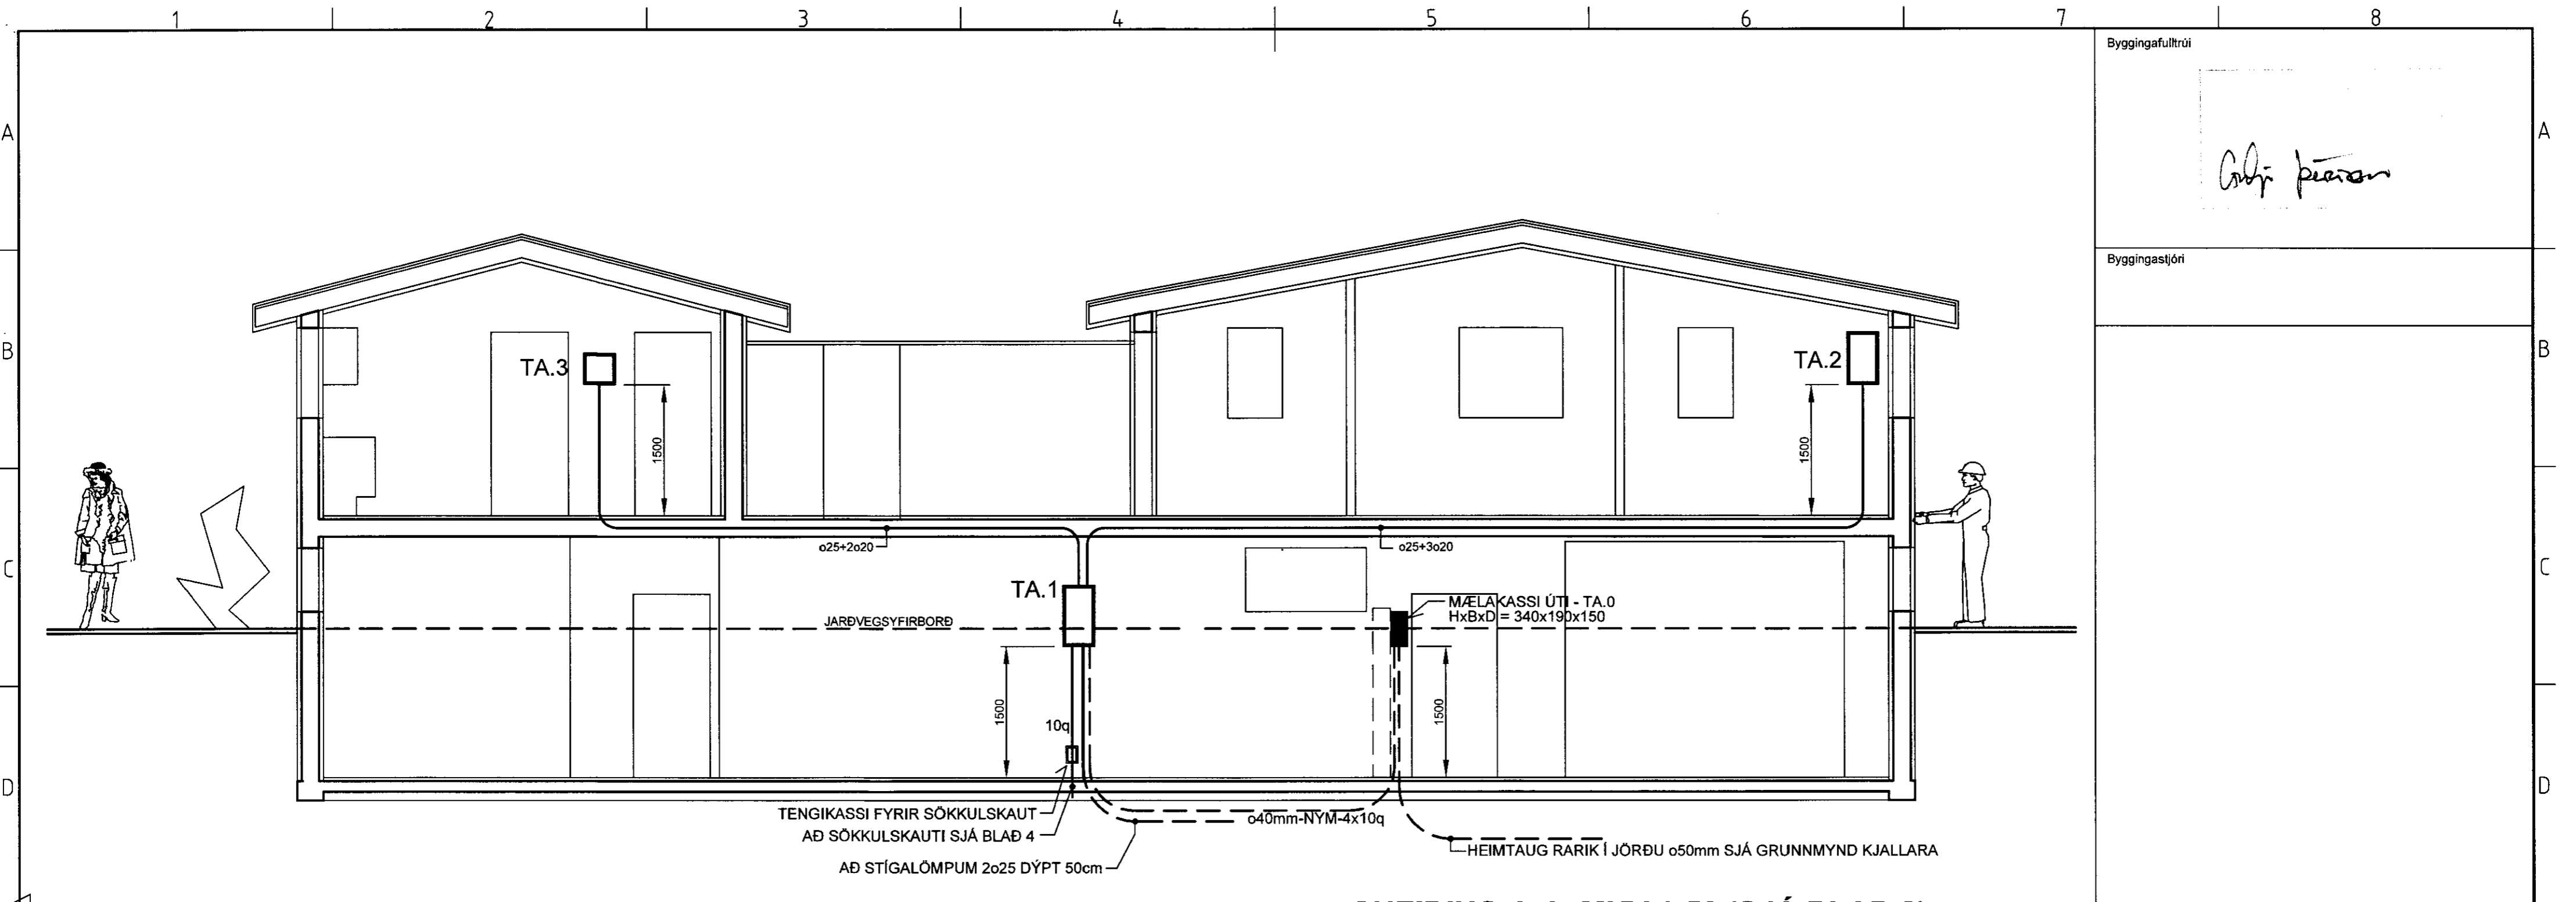 1 2 3 4 5 6 7 8
Byggingafulltrúi
A A
Byggingastjóri
B B
TA.3
TA.2
1500
1500
o25+2o20
o25+3o20
C C
TA.1
MÆLAKASSI ÚTI - TA.0
HxBxD = 340x190x150
JARÐVEGSYFIRBORÐ
1500
1500
10q
D D
TENGIKASSI FYRIR SÖKKULSKAUT
o40mm-NYM-4x10q
AÐ SÖKKULSKAUTI SJÁ BLAÐ 4
HEIMTAUG RARIK Í JÖRÐU o50mm SJÁ GRUNNMYND KJALLARA
AÐ STÍGALÖMPUM 2o25 DÝPT 50cm